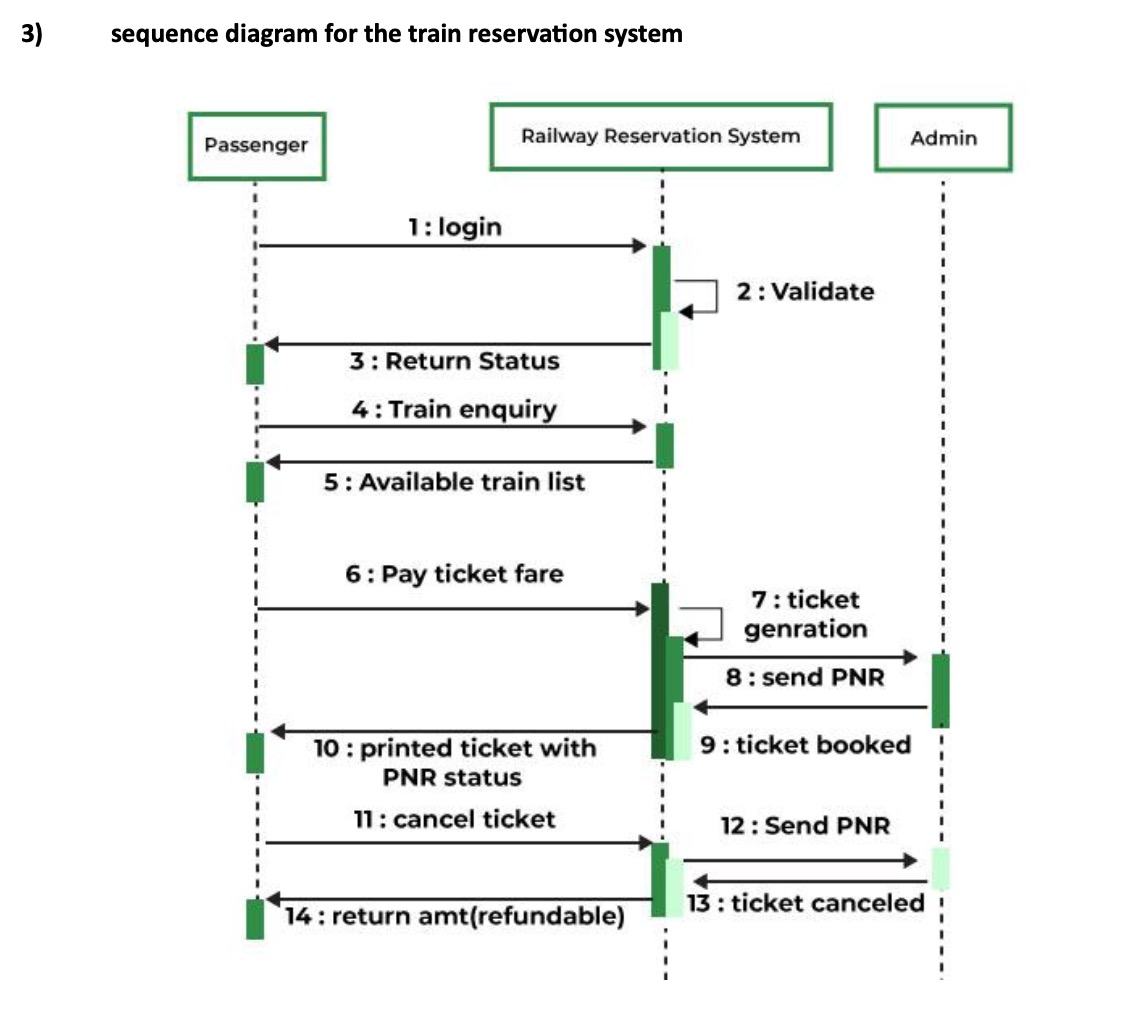 3) sequence diagram for the train reservation system
Passenger
Railway Reservation System
Admin
1 : login
2 : Validate
3 : Return Status
4 : Train enquiry
5 : Available train list
6 : Pay ticket fare
7 : ticket
genration
8 : send PNR
9 : ticket booked
10 : printed ticket with
PNR status
11 : cancel ticket
12 : Send PNR
13 : ticket canceled
14 : return amt(refundable)